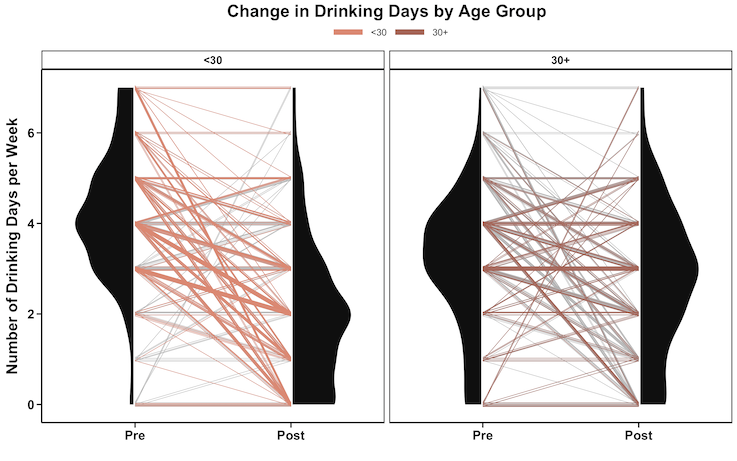 Change in Drinking Days by Age Group
<30 30+
<30
30+
Number of Drinking Days per Week
6
4
2
0
Pre Post
Pre Post